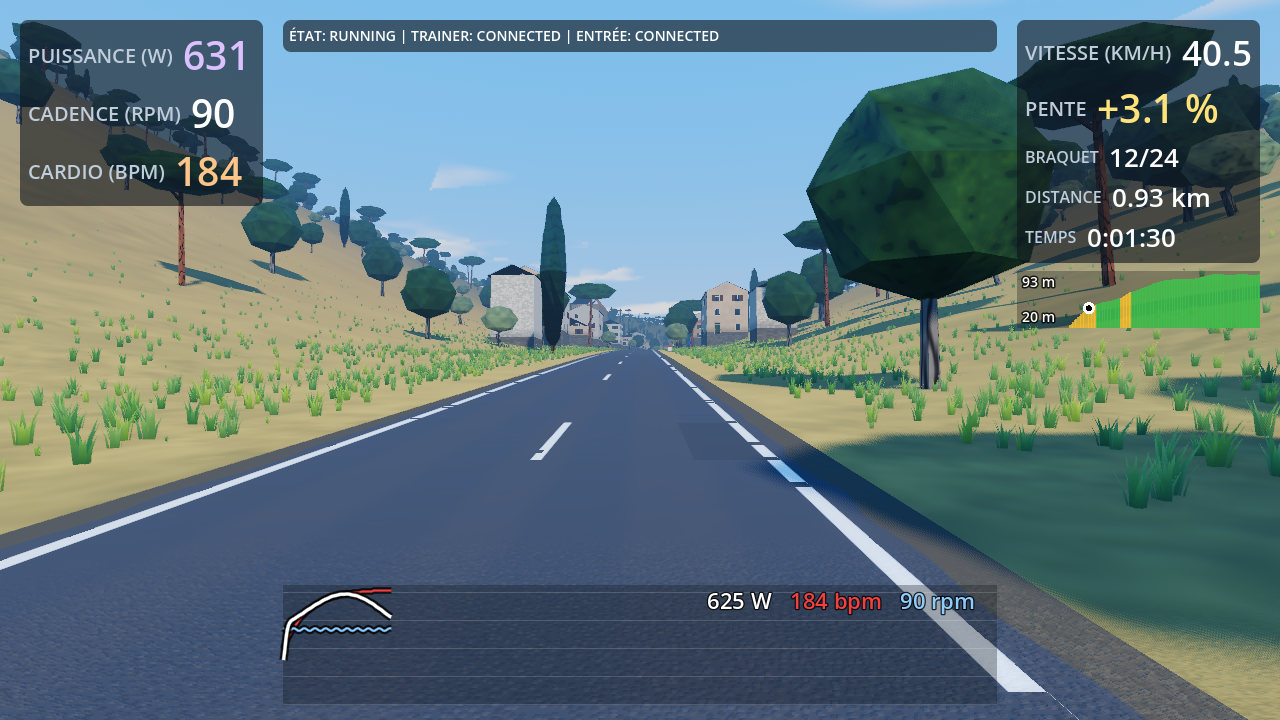 PUISSANCE (W) 631
CADENCE (RPM) 90
CARDIO (BPM) 184
ÉTAT: RUNNING | TRAINER: CONNECTED | ENTRÉE: CONNECTED
VITESSE (KM/H) 40.5
PENTE +3.1 %
BRAQUET 12/24
DISTANCE 0.93 km
TEMPS 0:01:30
93 m
20 m
625 W 184 bpm 90 rpm